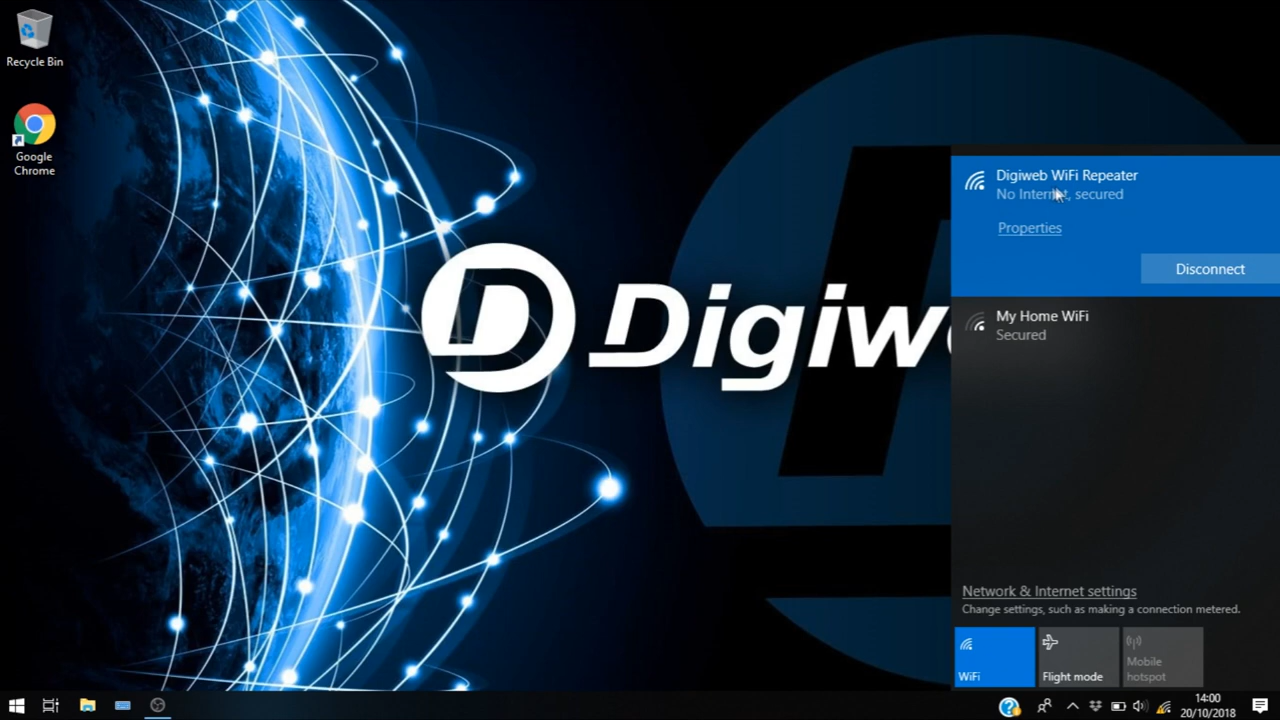 Recycle Bin
Google
Chrome
Digiwe
Digiweb WiFi Repeater
No Internet, secured
Properties
Disconnect
My Home WiFi
Secured
Network & Internet settings
Change settings, such as making a connection metered.
WiFi
Flight mode
Mobile
hotspot
14:00
20/10/2018